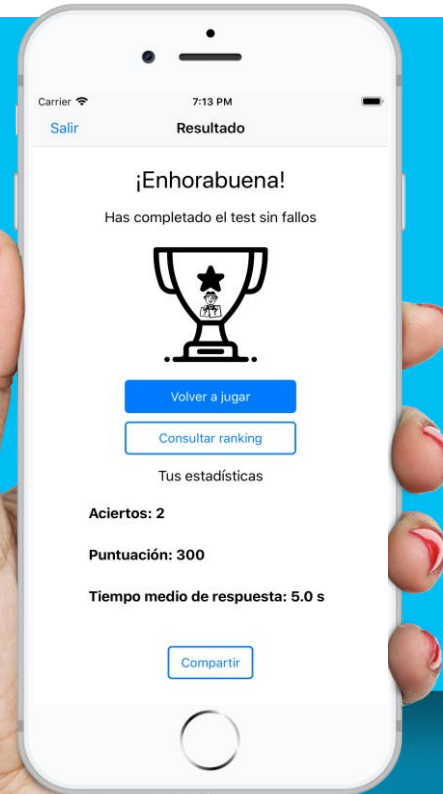 Carrier
7:13 PM
Salir
Resultado
¡Enhorabuena!
Has completado el test sin fallos
Volver a jugar
Consultar ranking
Tus estadísticas
Aciertos: 2
Puntuación: 300
Tiempo medio de respuesta: 5.0 s
Compartir